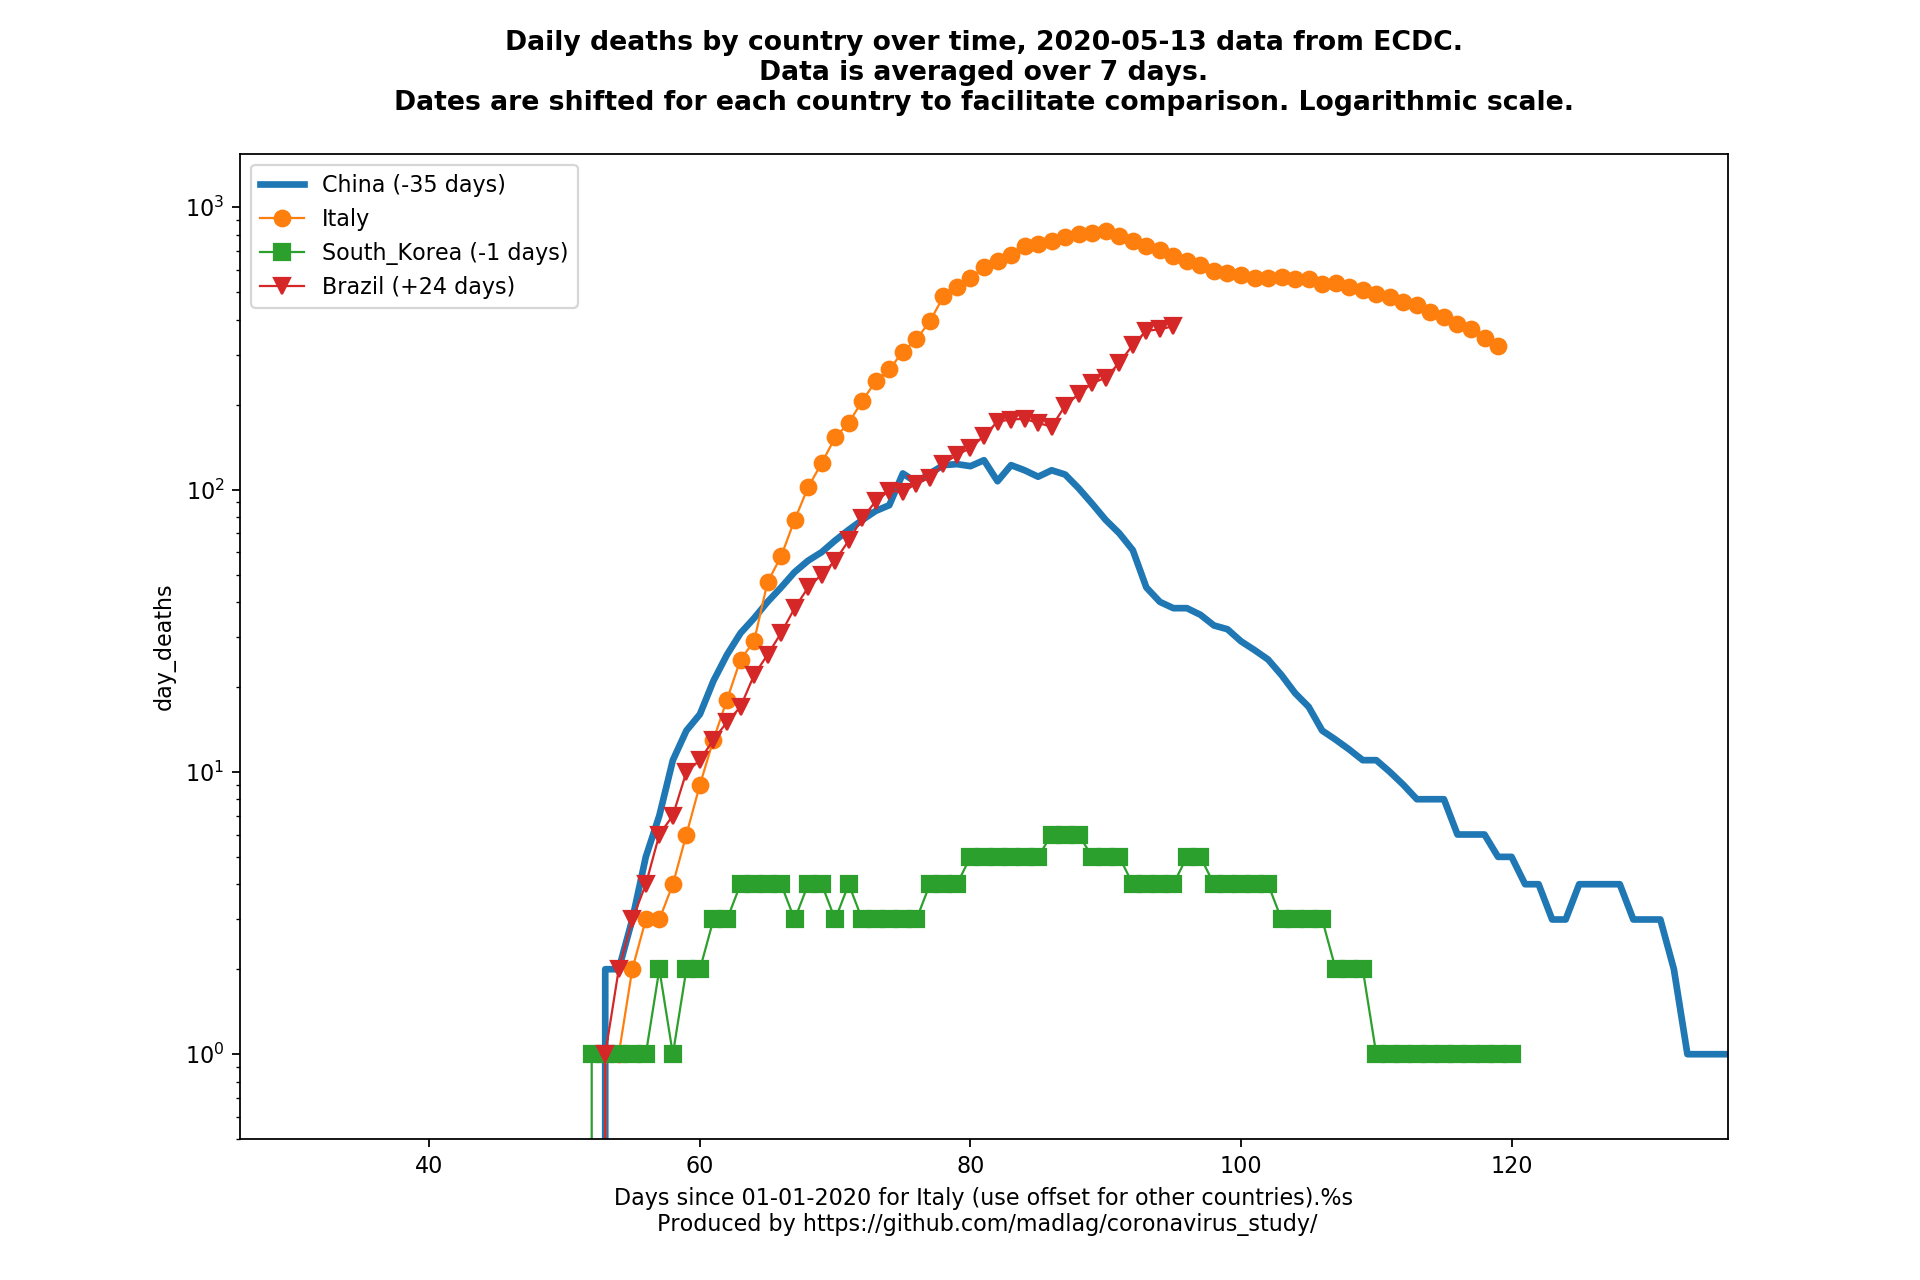 Daily deaths by country over time, 2020-05-13 data from ECDC.
Data is averaged over 7 days.
Dates are shifted for each country to facilitate comparison. Logarithmic scale.
China (-35 days)
Italy
South_Korea (-1 days)
Brazil (+24 days)
10³
10²
10¹
10⁰
day_deaths
40 60 80 100 120
Days since 01-01-2020 for Italy (use offset for other countries).%s
Produced by https://github.com/madlag/coronavirus_study/